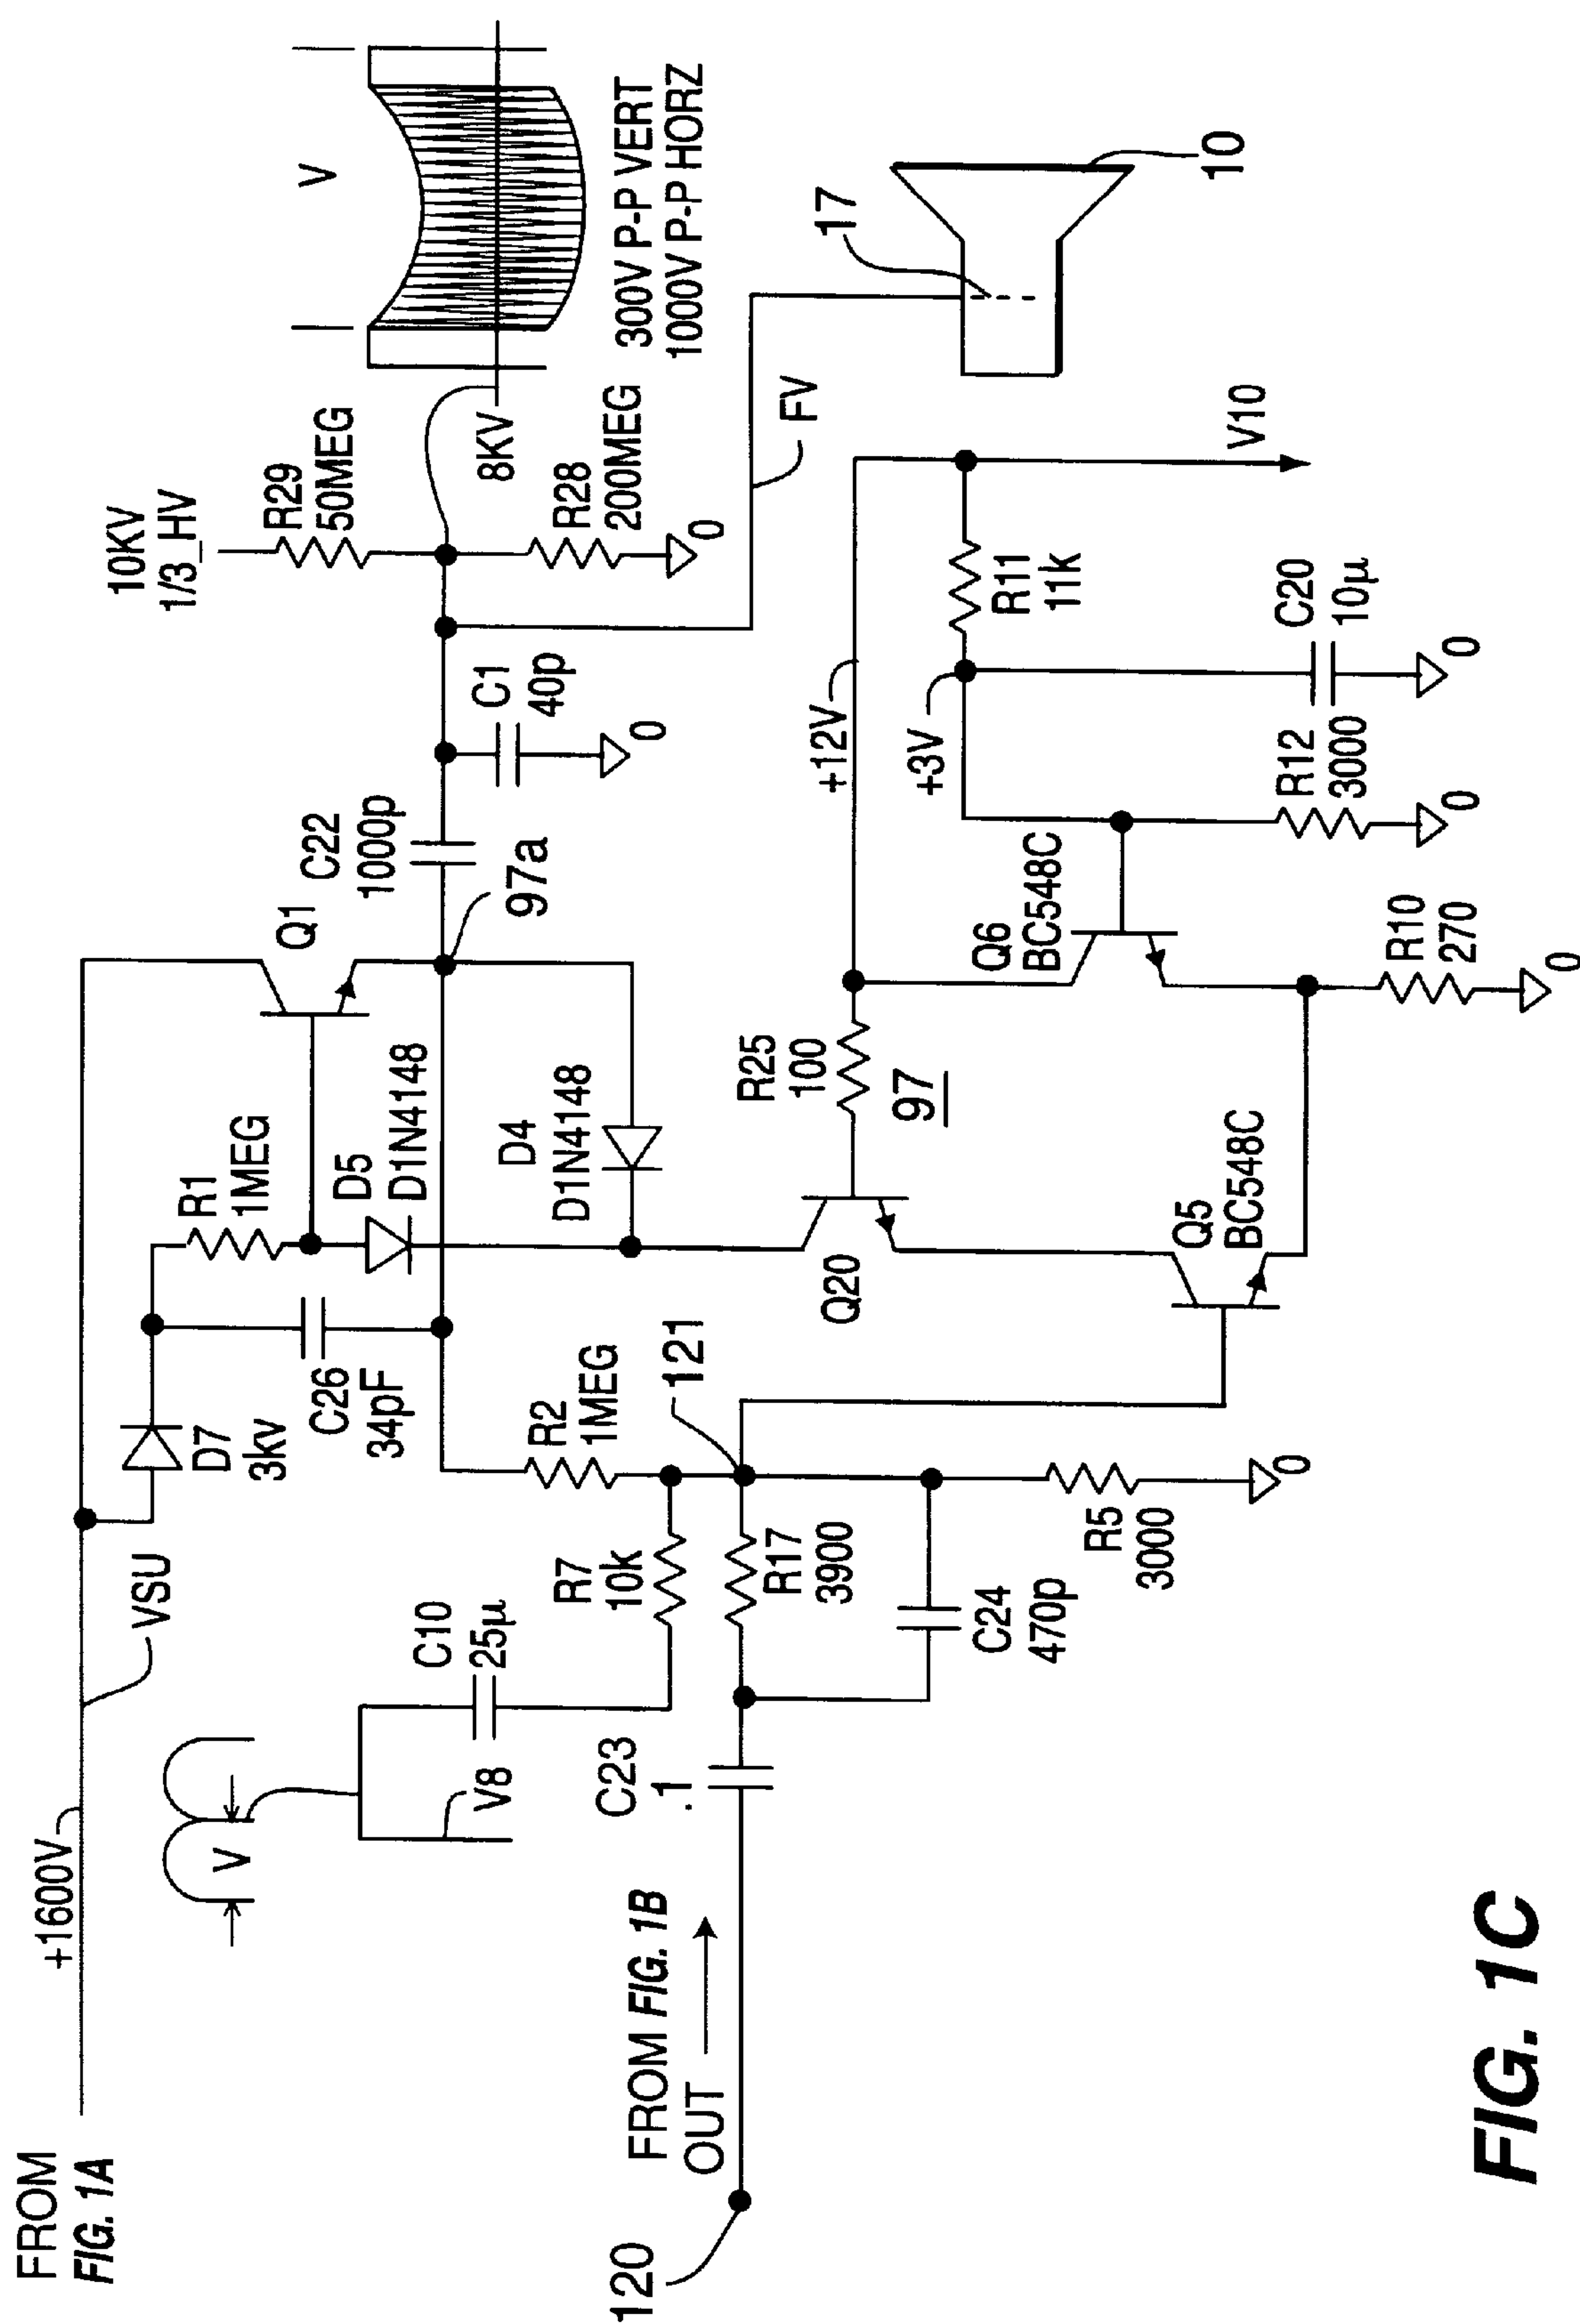 FROM
FIG. 1A
+1600V
VSU
V
V8
C10
25µ
D7
3kv
C26
34pF
R1
1MEG
D5
D1N4148
Q1
D4
D1N4148
97a
C22
1000p
C1
40p
0
10KV
1/3_HV
R29
50MEG
8KV
R28
200MEG
0
V
300V P-P VERT
1000V P-P HORZ
FV
17
10
120
FROM FIG. 1B
OUT
C23
.1
R7
10k
R2
1MEG
121
R17
3900
C24
470p
R5
3000
0
Q20
R25
100
97
Q5
BC548C
Q6
BC548C
+12V
+3V
R11
11k
V10
C20
10µ
0
R12
3000
0
R10
270
0
FIG. 1C